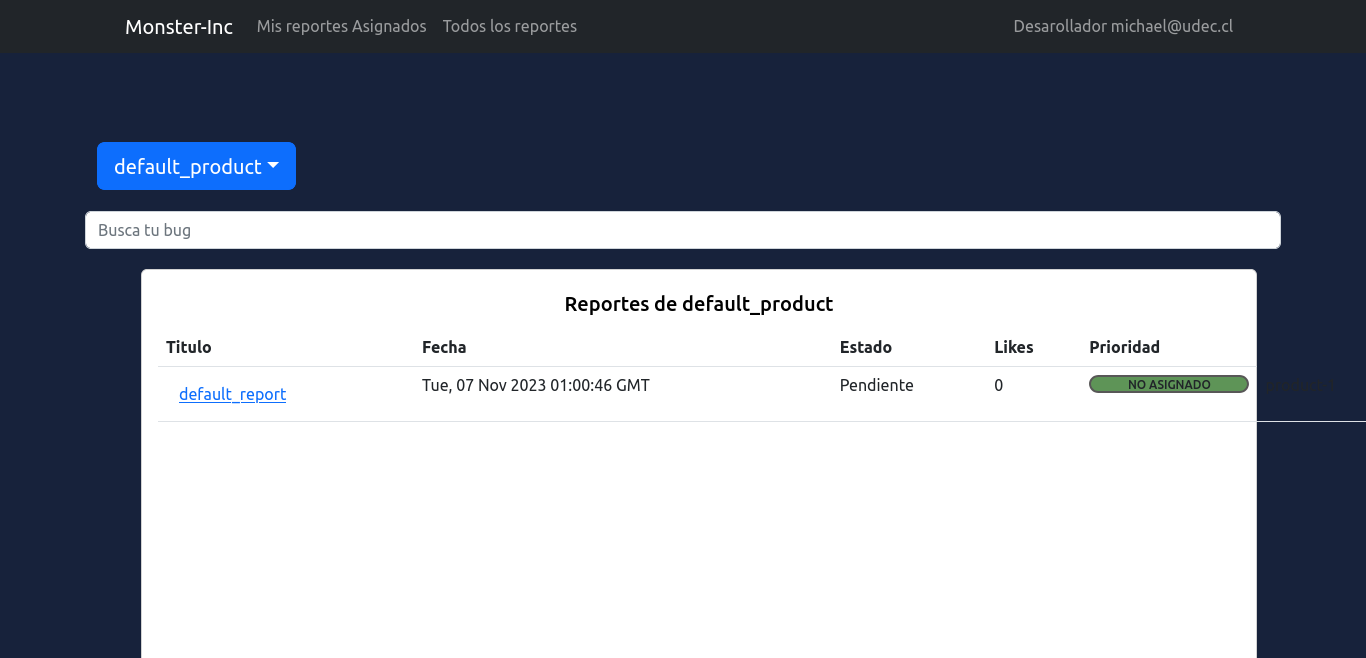 Monster-Inc Mis reportes Asignados Todos los reportes Desarollador michael@udec.cl
default_product
Busca tu bug
Reportes de default_product
Titulo Fecha Estado Likes Prioridad
default_report Tue, 07 Nov 2023 01:00:46 GMT Pendiente 0 NO ASIGNADO